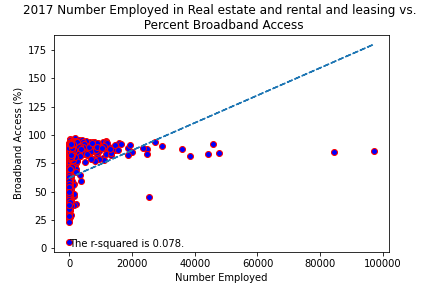 2017 Number Employed in Real estate and rental and leasing vs.
Percent Broadband Access
175
150
125
100
75
50
25
0
Broadband Access (%)
The r-squared is 0.078.
0 20000 40000 60000 80000 100000
Number Employed